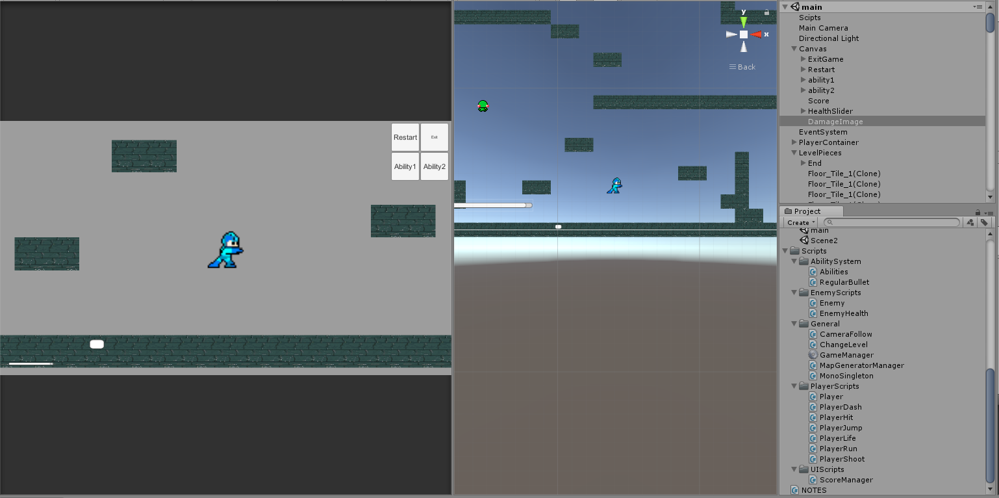 Restart
Exit
Ability1
Ability2
y
x
Back
main
Scipts
Main Camera
Directional Light
Canvas
ExitGame
Restart
ability1
ability2
Score
HealthSlider
DamageImage
EventSystem
PlayerContainer
LevelPieces
End
Floor_Tile_1(Clone)
Floor_Tile_1(Clone)
Floor_Tile_1(Clone)
Project
Create
main
Scene2
Scripts
AbilitySystem
Abilities
RegularBullet
EnemyScripts
Enemy
EnemyHealth
General
CameraFollow
ChangeLevel
GameManager
MapGeneratorManager
MonoSingleton
PlayerScripts
Player
PlayerDash
PlayerHit
PlayerJump
PlayerLife
PlayerRun
PlayerShoot
UIScripts
ScoreManager
NOTES